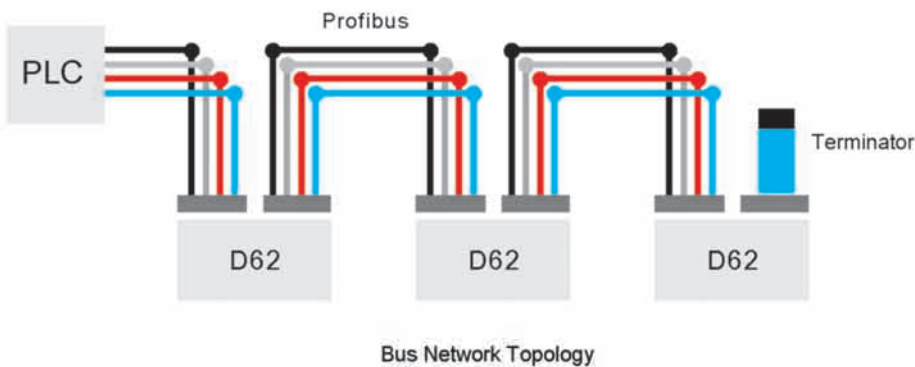 Profibus
PLC
Terminator
D62
D62
D62
Bus Network Topology